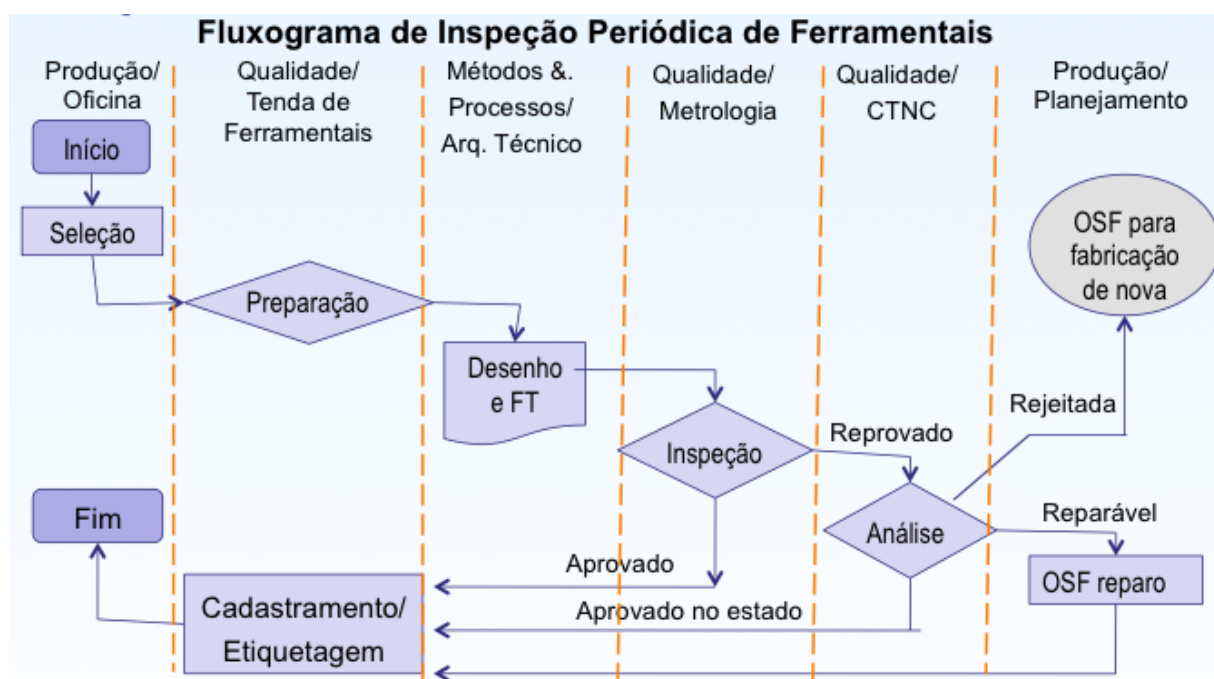 Fluxograma de Inspeção Periódica de Ferramentais
Produção/
Oficina
Qualidade/
Tenda de
Ferramentais
Métodos &.
Processos/
Arq. Técnico
Qualidade/
Metrologia
Qualidade/
CTNC
Produção/
Planejamento
Início
Seleção
Preparação
Desenho
e FT
Inspeção
Reprovado
Análise
Rejeitada
OSF para
fabricação
de nova
Reparável
OSF reparo
Aprovado
Aprovado no estado
Cadastramento/
Etiquetagem
Fim